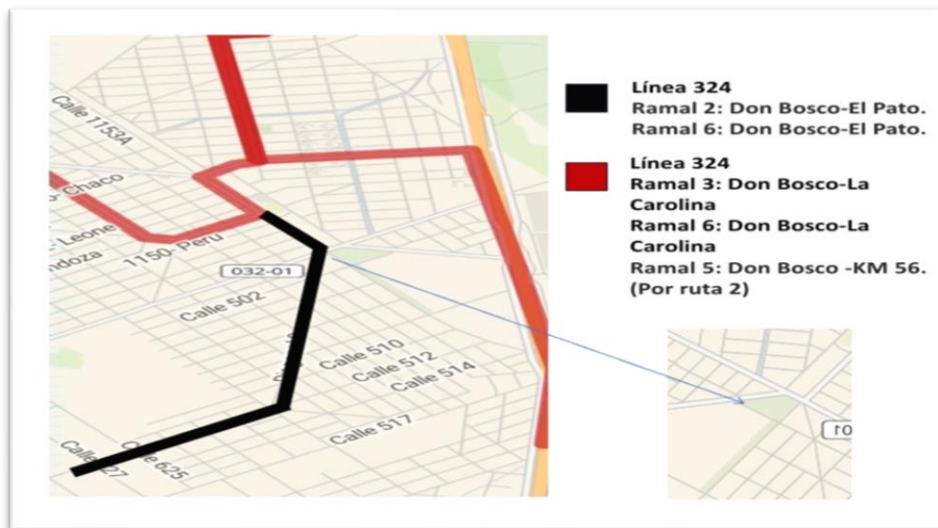 Calle 1153A
Chaco
Leone
ndoza
1150- Peru
032-01
Calle 502
Calle 510
Calle 512
Calle 514
Calle 517
Calle 625
Línea 324
Ramal 2: Don Bosco-El Pato.
Ramal 6: Don Bosco-El Pato.
Línea 324
Ramal 3: Don Bosco-La
Carolina
Ramal 6: Don Bosco-La
Carolina
Ramal 5: Don Bosco -KM 56.
(Por ruta 2)